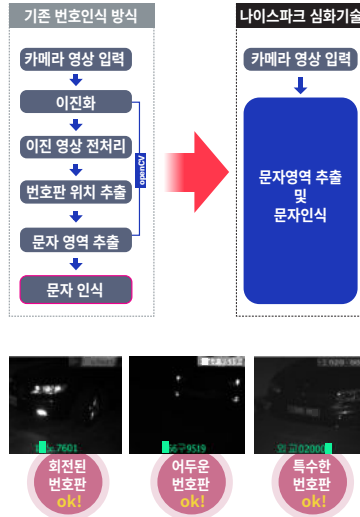 기존 번호인식 방식
카메라 영상 입력
이진화
이진 영상 전처리
번호판 위치 추출
문자 영역 추출
문자 인식
openCV
나이스파크 심화기술
카메라 영상 입력
문자영역 추출
및
문자인식
7601
9519
외교
회전된
번호판
ok!
어두운
번호판
ok!
특수한
번호판
ok!